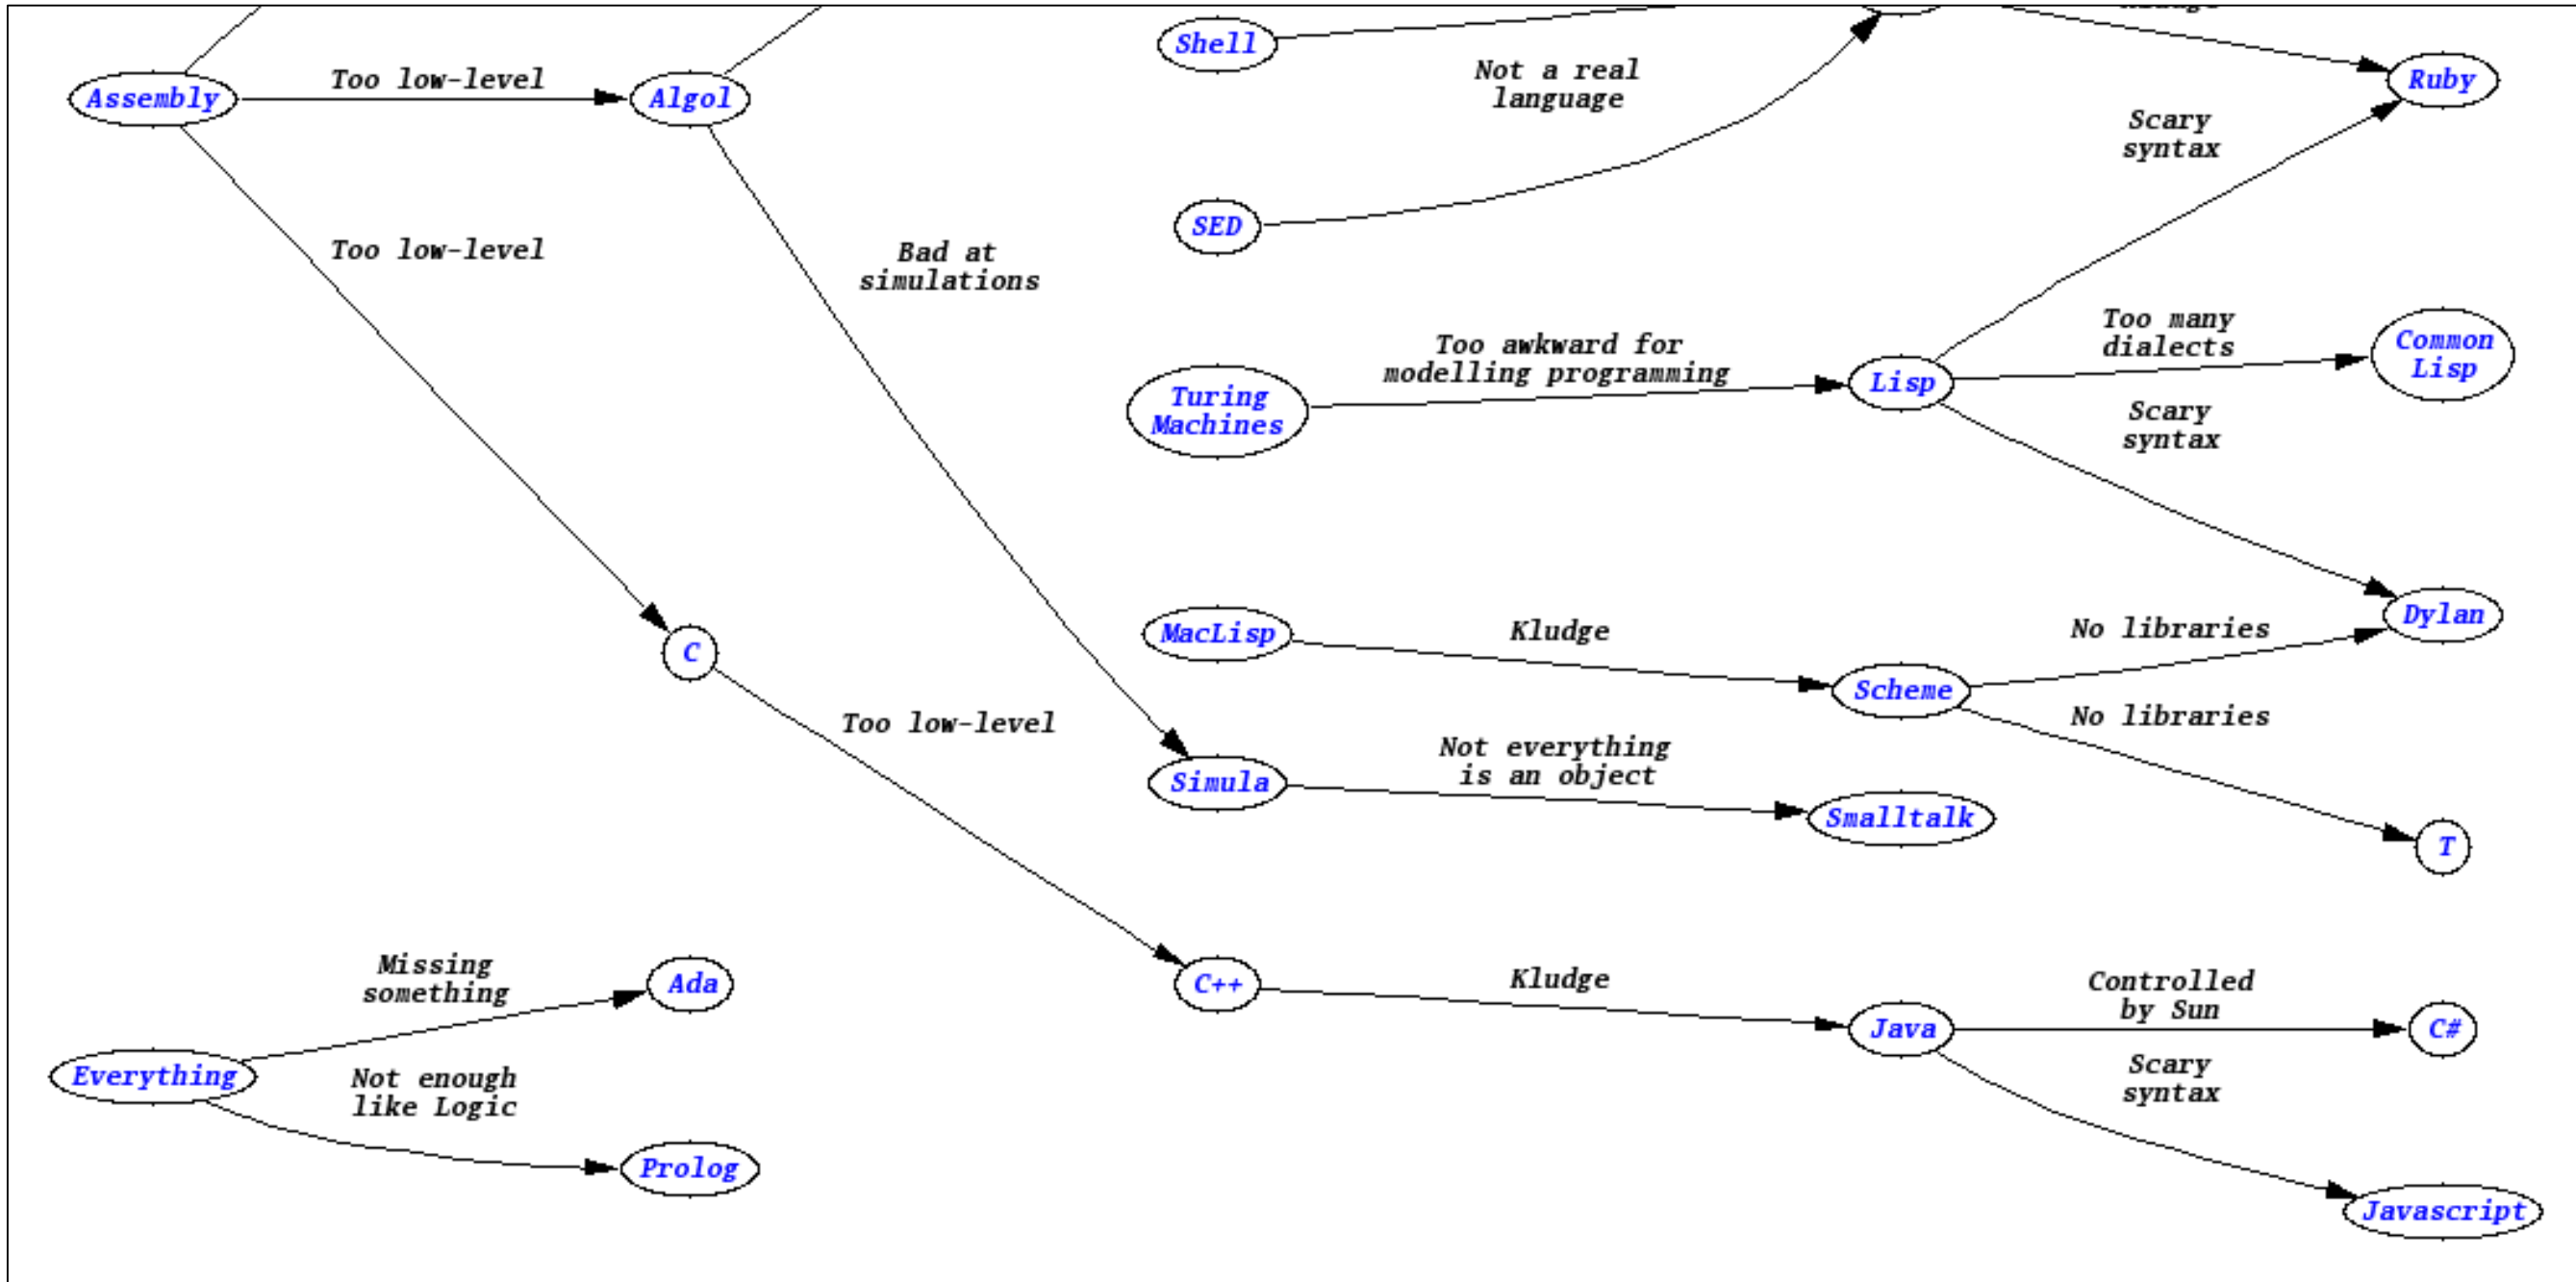 Shell
Ruby
Assembly
Too low-level
Algol
Not a real
language
Scary
syntax
SED
Too low-level
Bad at
simulations
Too many
dialects
Common
Lisp
Too awkward for
modelling programming
Turing
Machines
Lisp
Scary
syntax
Dylan
MacLisp
Kludge
No libraries
C
Scheme
No libraries
Too low-level
Not everything
is an object
Simula
Smalltalk
T
Missing
something
Ada
C++
Kludge
Controlled
by Sun
Java
C#
Everything
Not enough
like Logic
Scary
syntax
Prolog
Javascript